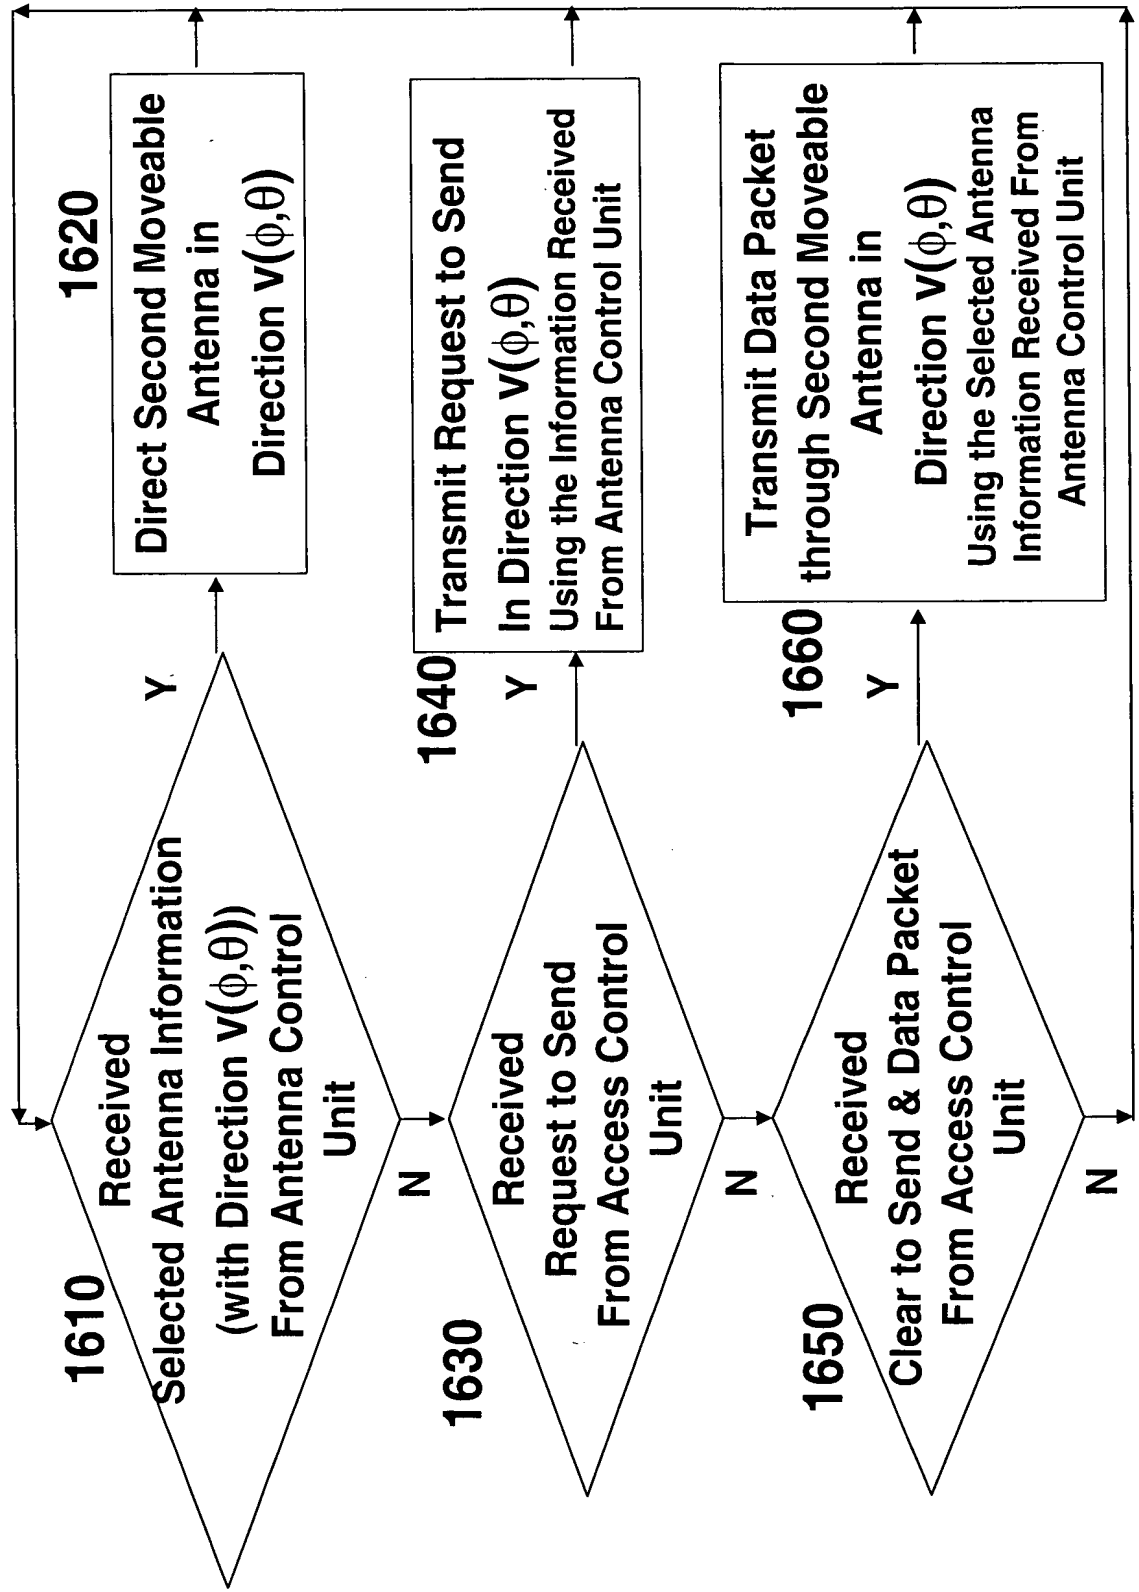 1610
Received
Selected Antenna Information
(with Direction V(ϕ,θ))
From Antenna Control
Unit
Y
1620
Direct Second Moveable
Antenna in
Direction V(ϕ,θ)
N
1630
Received
Request to Send
From Access Control
Unit
Y
1640
Transmit Request to Send
In Direction V(ϕ,θ)
Using the Information Received
From Antenna Control Unit
N
1650
Received
Clear to Send & Data Packet
From Access Control
Unit
Y
1660
Transmit Data Packet
through Second Moveable
Antenna in
Direction V(ϕ,θ)
Using the Selected Antenna
Information Received From
Antenna Control Unit
N